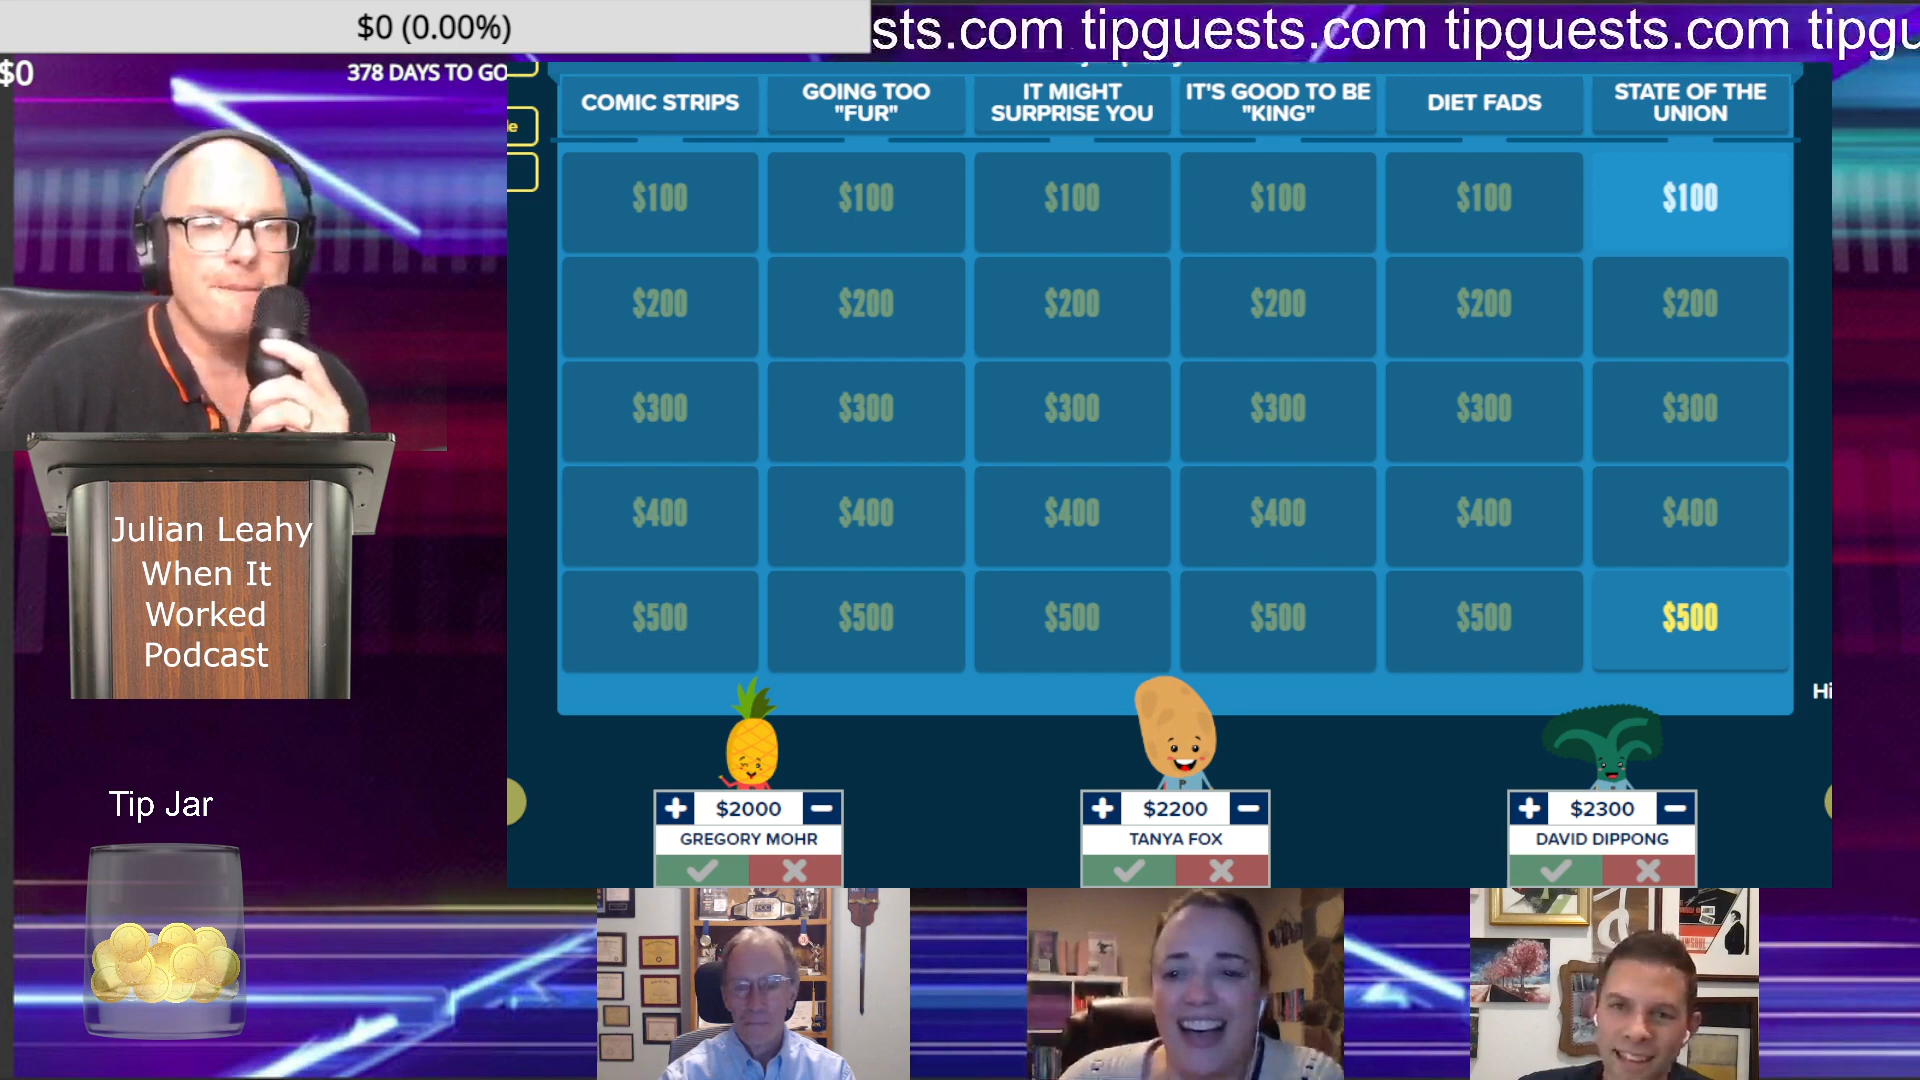 $0 (0.00%)
tipguests.com tipguests.com
$0
378 DAYS TO GO
COMIC STRIPS
GOING TOO
"FUR"
IT MIGHT
SURPRISE YOU
IT'S GOOD TO BE
"KING"
DIET FADS
STATE OF THE
UNION
$100 $100 $100 $100 $100 $100
$200 $200 $200 $200 $200 $200
$300 $300 $300 $300 $300 $300
$400 $400 $400 $400 $400 $400
$500 $500 $500 $500 $500 $500
Julian Leahy
When It
Worked
Podcast
Tip Jar
$2000
GREGORY MOHR
$2200
TANYA FOX
$2300
DAVID DIPPONG